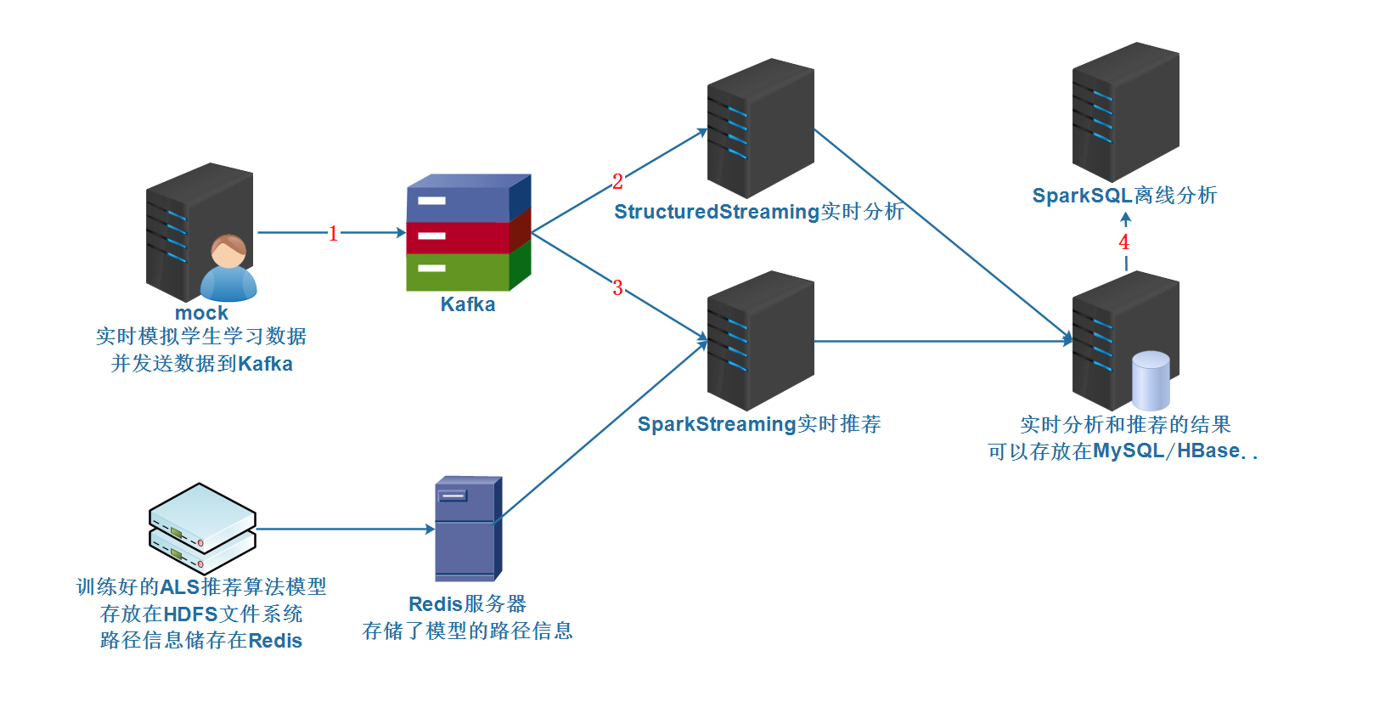 1
mock
实时模拟学生学习数据
并发送数据到Kafka
Kafka
2
3
StructuredStreaming实时分析
SparkStreaming实时推荐
SparkSQL离线分析
4
实时分析和推荐的结果
可以存放在MySQL/HBase..
训练好的ALS推荐算法模型
存放在HDFS文件系统
路径信息储存在Redis
Redis服务器
存储了模型的路径信息